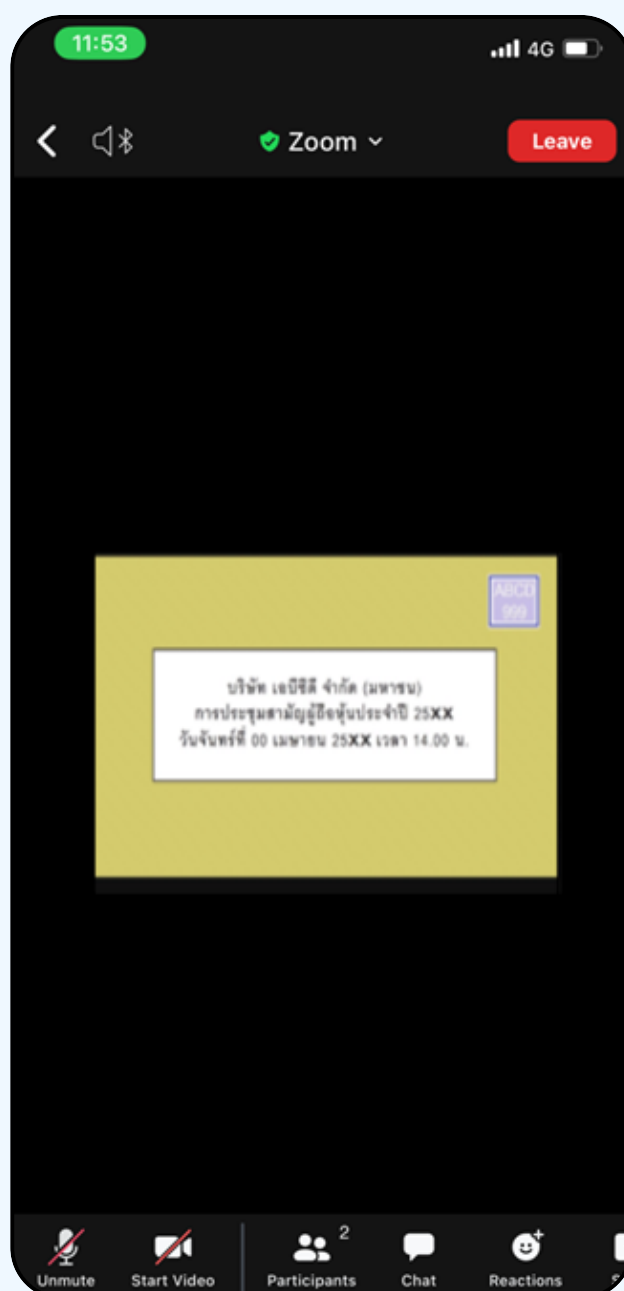 11:53
4G
Zoom
Leave
ABCD
999
บริษัท เอบีซีดี จำกัด (มหาชน)
การประชุมสามัญผู้ถือหุ้นประจำปี 25XX
วันจันทร์ที่ 00 เมษายน 25XX เวลา 14.00 น.
2
Unmute
Start Video
Participants
Chat
Reactions